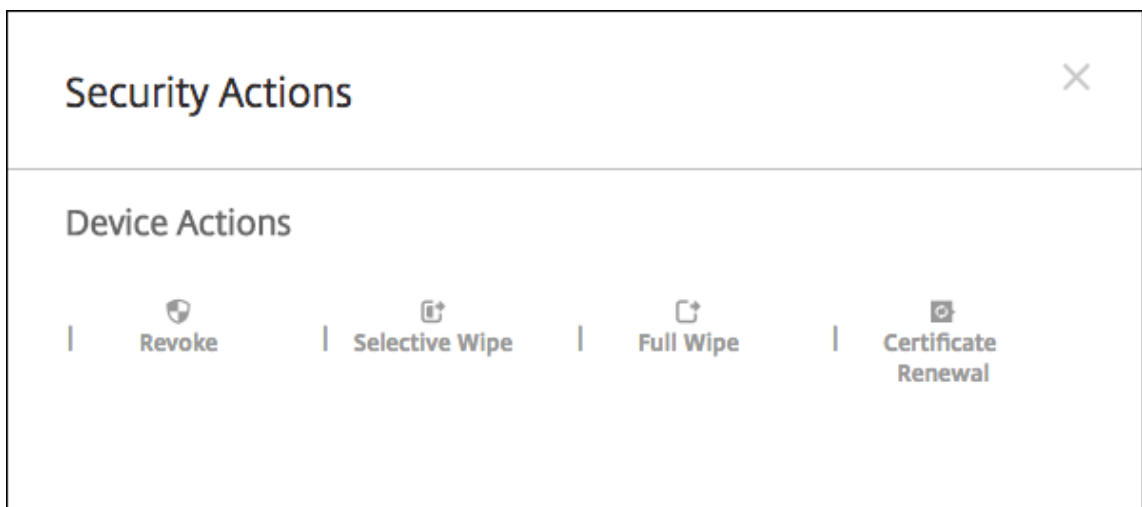 Security Actions
Device Actions
| Revoke | Selective Wipe | Full Wipe | Certificate
Renewal